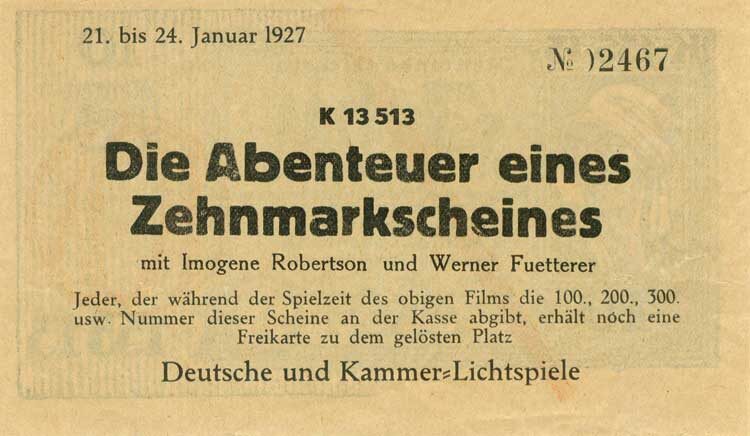 21. bis 24. Januar 1927
№ )2467
K 13 513
Die Abenteuer eines
Zehnmarkscheines
mit Imogene Robertson und Werner Fuetterer
Jeder, der während der Spielzeit des obigen Films die 100., 200., 300.
usw. Nummer dieser Scheine an der Kasse abgibt, erhält noch eine
Freikarte zu dem gelösten Platz
Deutsche und Kammer=Lichtspiele